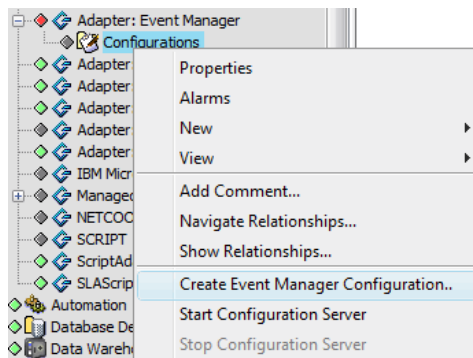 Adapter: Event Manager
Configurations
Adapter
Properties
Adapter
Adapter
Alarms
Adapter
New
Adapter
View
IBM Micr
Managed
Add Comment...
NETCOO
Navigate Relationships...
SCRIPT
Show Relationships...
ScriptAd
SLAScrip
Create Event Manager Configuration..
Automation
Start Configuration Server
Database De
Data Wareh
Stop Configuration Server